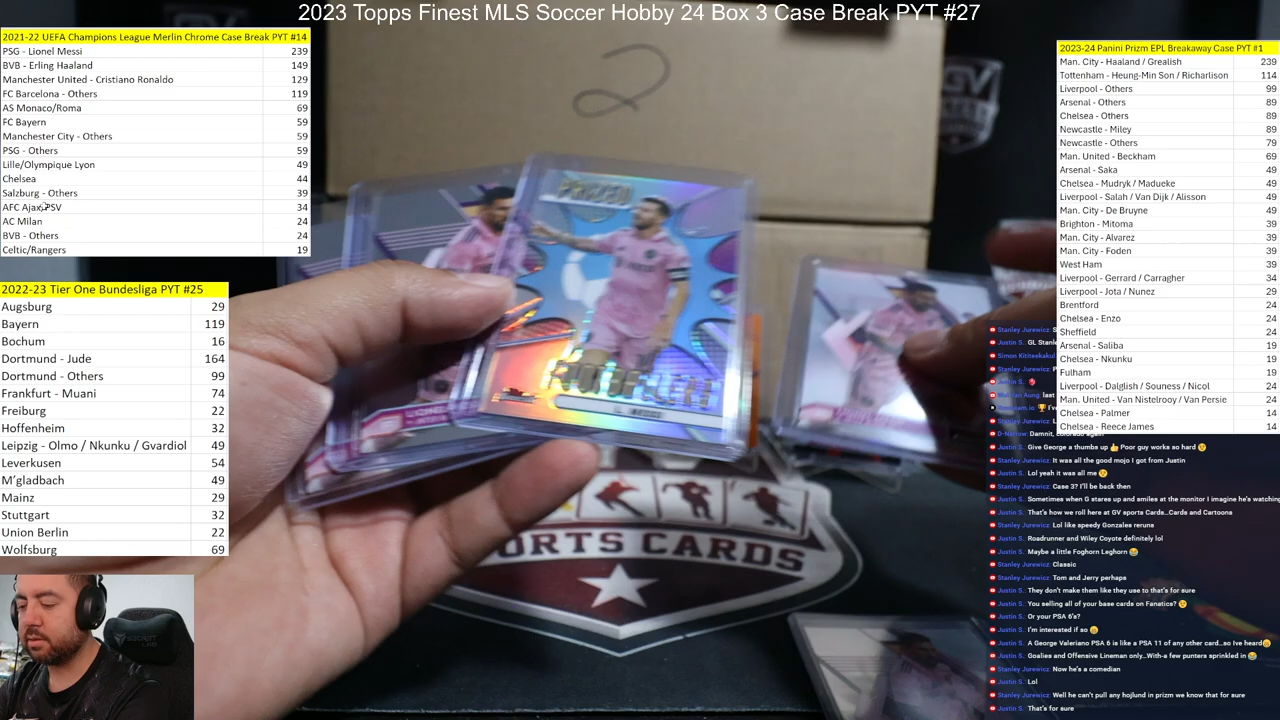 2023 Topps Finest MLS Soccer Hobby 24 Box 3 Case Break PYT #27
2021-22 UEFA Champions League Merlin Chrome Case Break PYT #14
PSG - Lionel Messi 239
BVB - Erling Haaland 149
Manchester United - Cristiano Ronaldo 129
FC Barcelona - Others 119
AS Monaco/Roma 69
FC Bayern 59
Manchester City - Others 59
PSG - Others 59
Lille/Olympique Lyon 49
Chelsea 44
Salzburg - Others 39
AFC Ajax/PSV 34
AC Milan 24
BVB - Others 24
Celtic/Rangers 19
2022-23 Tier One Bundesliga PYT #25
Augsburg 29
Bayern 119
Bochum 16
Dortmund - Jude 164
Dortmund - Others 99
Frankfurt - Muani 74
Freiburg 22
Hoffenheim 32
Leipzig - Olmo / Nkunku / Gvardiol 49
Leverkusen 54
M'gladbach 49
Mainz 29
Stuttgart 32
Union Berlin 22
Wolfsburg 69
2
ORTS CARDS
2023-24 Panini Prizm EPL Breakaway Case PYT #1
Man. City - Haaland / Grealish 239
Tottenham - Heung-Min Son / Richarlison 114
Liverpool - Others 99
Arsenal - Others 89
Chelsea - Others 89
Newcastle - Miley 89
Newcastle - Others 79
Man. United - Beckham 69
Arsenal - Saka 49
Chelsea - Mudryk / Madueke 49
Liverpool - Salah / Van Dijk / Alisson 49
Man. City - De Bruyne 49
Brighton - Mitoma 39
Man. City - Alvarez 39
Man. City - Foden 39
West Ham 39
Liverpool - Gerrard / Carragher 34
Liverpool - Jota / Nunez 29
Brentford 24
Chelsea - Enzo 24
Sheffield 24
Arsenal - Saliba 19
Chelsea - Nkunku 19
Fulham 19
Liverpool - Dalglish / Souness / Nicol 24
Man. United - Van Nistelrooy / Van Persie 24
Chelsea - Palmer 14
Chelsea - Reece James 14
Stanley Jurewicz
Justin S. GL Stanle
Stanley Jurewicz
Aung last
Stanley Jurewicz
Damnit,
Justin S. Give George a thumbs up 👍 Poor guy works so hard 😢
Stanley Jurewicz It was all the good mojo I got from Justin
Justin S. Lol yeah it was all me
Stanley Jurewicz Case 3? I'll be back then
Justin S. Sometimes when G stares up and smiles at the monitor I imagine he's watching
Justin S. That's how we roll here at GV sports Cards...Cards and Cartoons
Stanley Jurewicz Lol like speedy Gonzales reruns
Justin S. Roadrunner and Wiley Coyote definitely lol
Justin S. Maybe a little Foghorn Leghorn 😂
Stanley Jurewicz Classic
Stanley Jurewicz Tom and Jerry perhaps
Justin S. They don't make them like they use to that's for sure
Justin S. You selling all of your base cards on Fanatics?
Justin S. Or your PSA 6's?
Justin S. I'm interested if so
Justin S. A George Valeriano PSA 6 is like a PSA 11 of any other card...so Ive heard
Justin S. Goalies and Offensive Lineman only...With-a few punters sprinkled in 😂
Stanley Jurewicz Now he's a comedian
Justin S. Lol
Stanley Jurewicz Well he can't pull any hojlund in prizm we know that for sure
Justin S. That's for sure